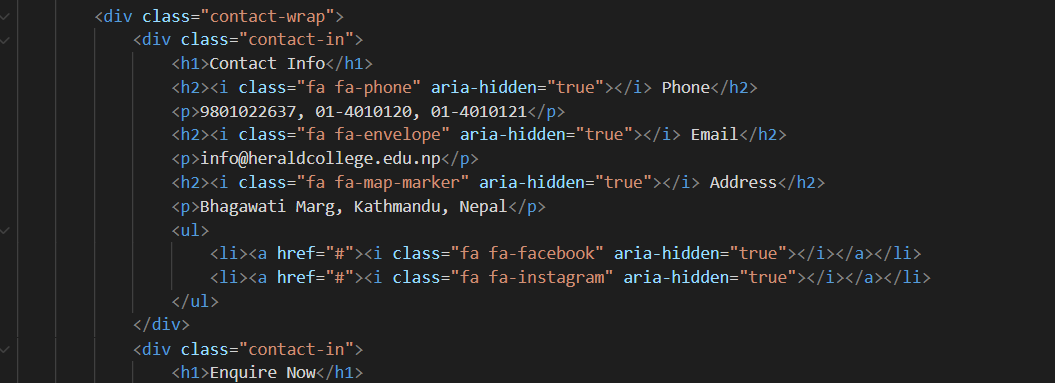 <div class="contact-wrap">
<div class="contact-in">
<h1>Contact Info</h1>
<h2><i class="fa fa-phone" aria-hidden="true"></i> Phone</h2>
<p>9801022637, 01-4010120, 01-4010121</p>
<h2><i class="fa fa-envelope" aria-hidden="true"></i> Email</h2>
<p>info@heraldcollege.edu.np</p>
<h2><i class="fa fa-map-marker" aria-hidden="true"></i> Address</h2>
<p>Bhagawati Marg, Kathmandu, Nepal</p>
<ul>
<li><a href="#"><i class="fa fa-facebook" aria-hidden="true"></i></a></li>
<li><a href="#"><i class="fa fa-instagram" aria-hidden="true"></i></a></li>
</ul>
</div>
<div class="contact-in">
<h1>Enquire Now</h1>